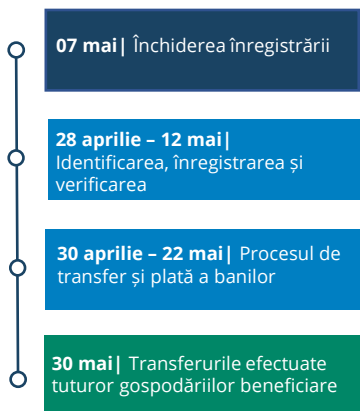 07 mai| Închiderea înregistrării
28 aprilie – 12 mai|
Identificarea, înregistrarea și
verificarea
30 aprilie – 22 mai| Procesul de
transfer și plată a banilor
30 mai| Transferurile efectuate
tuturor gospodăriilor beneficiare